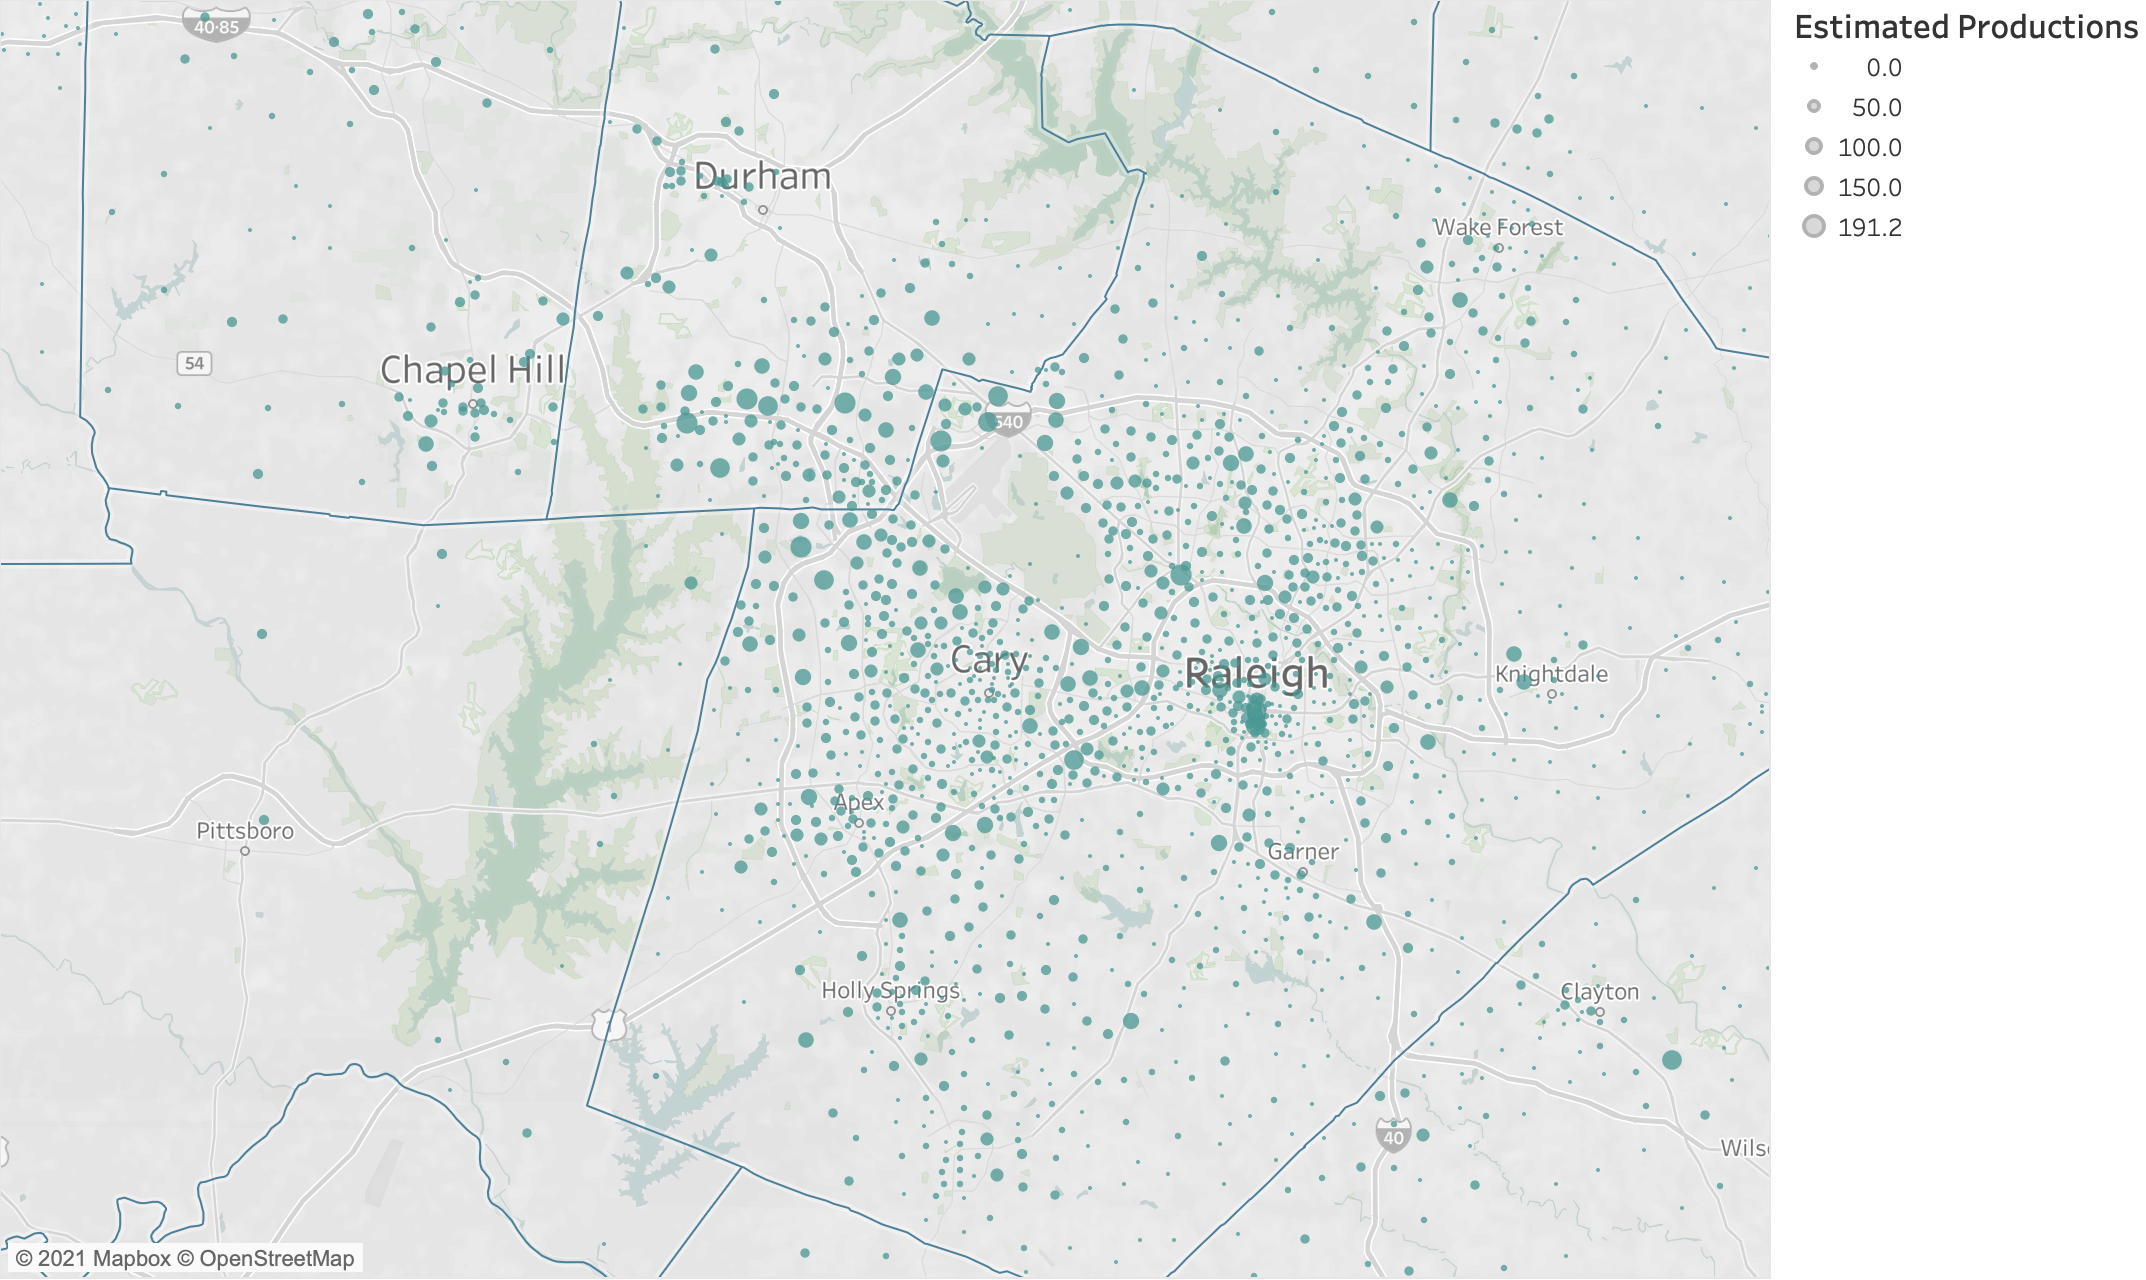 40-85
Estimated Productions
0.0
50.0
100.0
150.0
191.2
Durham
Wake Forest
54
Chapel Hill
540
Cary
Raleigh
Knightdale
Apex
Pittsboro
Garner
Holly Springs
Clayton
1
40
Wils
© 2021 Mapbox © OpenStreetMap